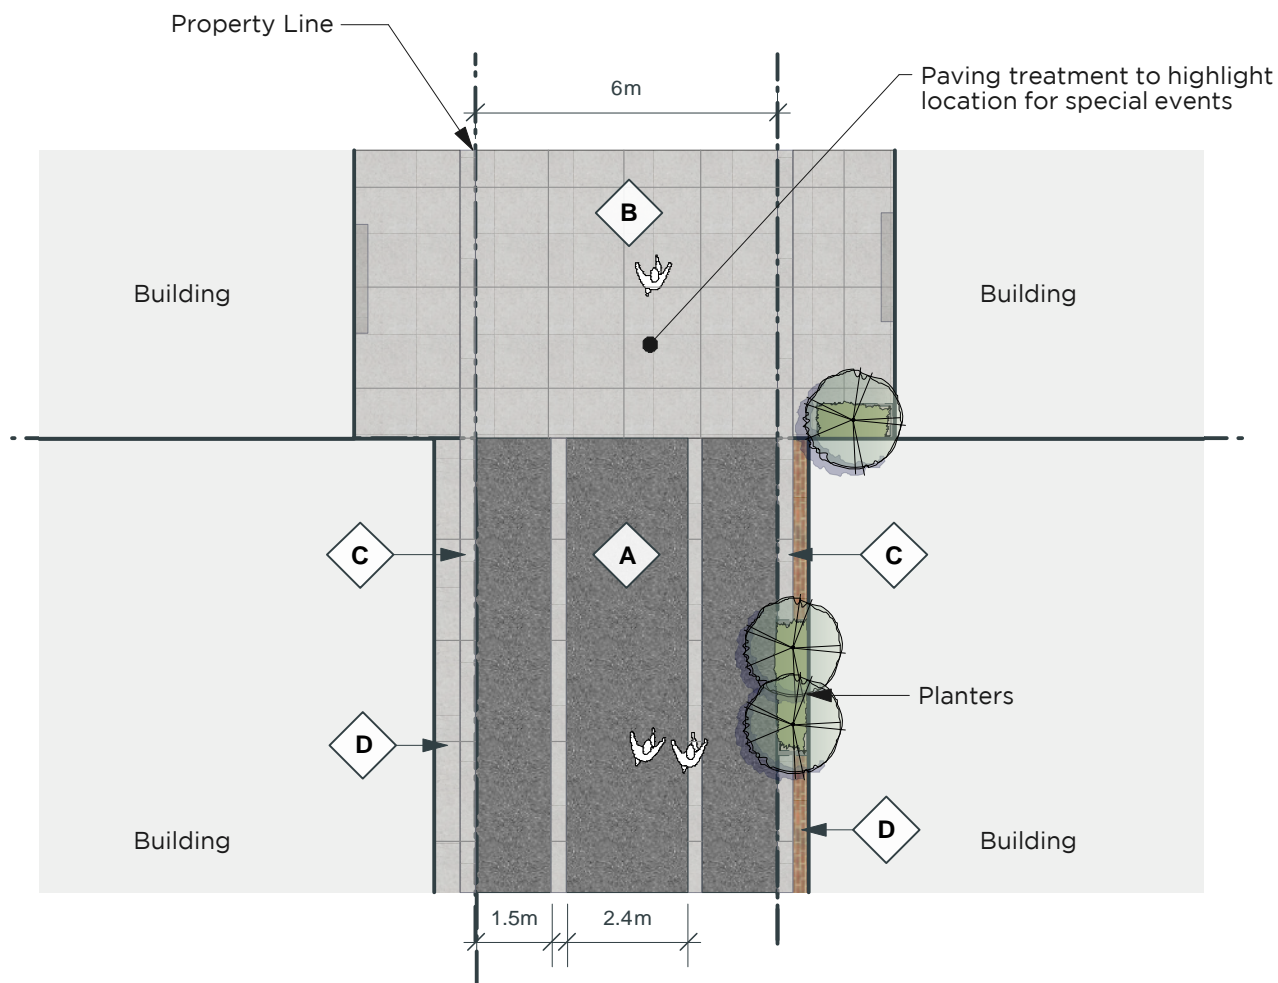 Property Line
Paving treatment to highlight
location for special events
6m
B
Building
Building
C
A
C
Planters
D
D
Building
Building
1.5m
2.4m